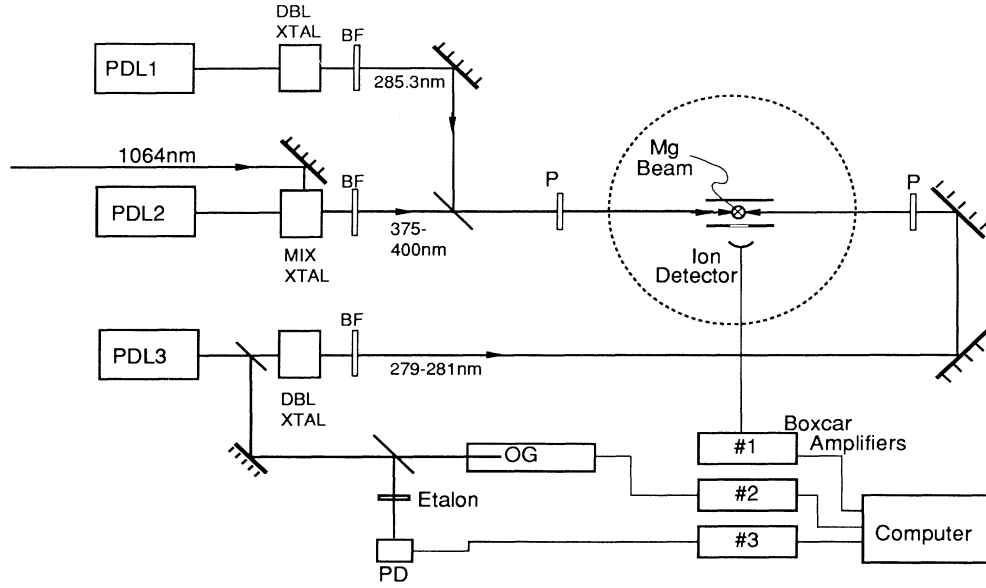 DBL
XTAL
BF
PDL1
285.3nm
1064nm
Mg
Beam
BF
P
P
PDL2
375-
400nm
MIX
XTAL
Ion
Detector
BF
PDL3
279-281nm
DBL
XTAL
Boxcar
Amplifiers
#1
OG
#2
Etalon
Computer
#3
PD